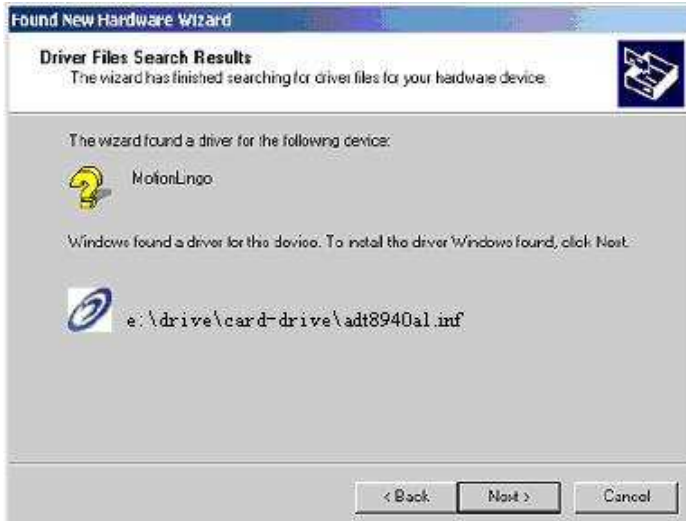 Found New Hardware Wizard
Driver Files Search Results
The wizard has finished searching for driver files for your hardware device.
The wizard found a driver for the following device:
MotionLingo
Windows found a driver for this device. To install the driver Windows found, click Next.
e:\drive\card-drive\adt8940a1.inf
< Back
Next >
Cancel